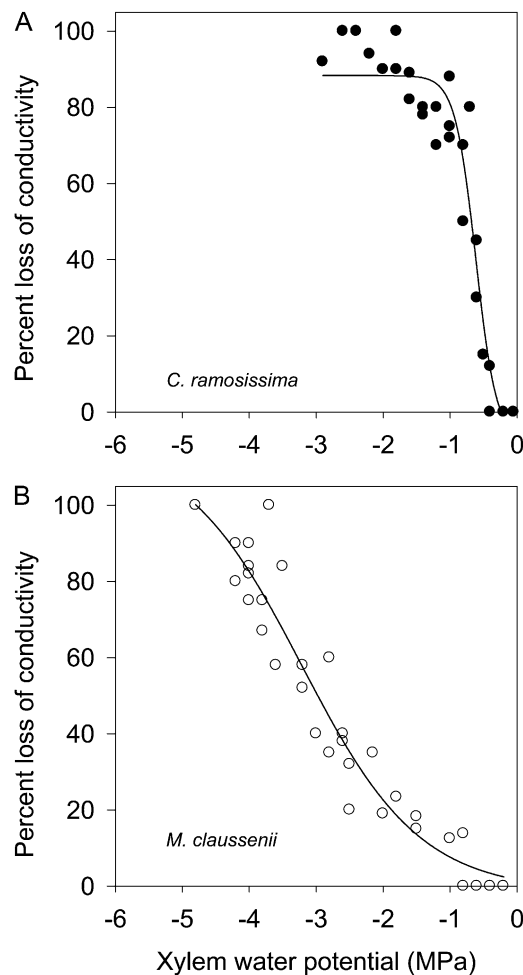 A
100
80
60
40
20
0
Percent loss of conductivity
C. ramosissima
-6 -5 -4 -3 -2 -1 0
B
100
80
60
40
20
0
Percent loss of conductivity
M. claussenii
-6 -5 -4 -3 -2 -1 0
Xylem water potential (MPa)